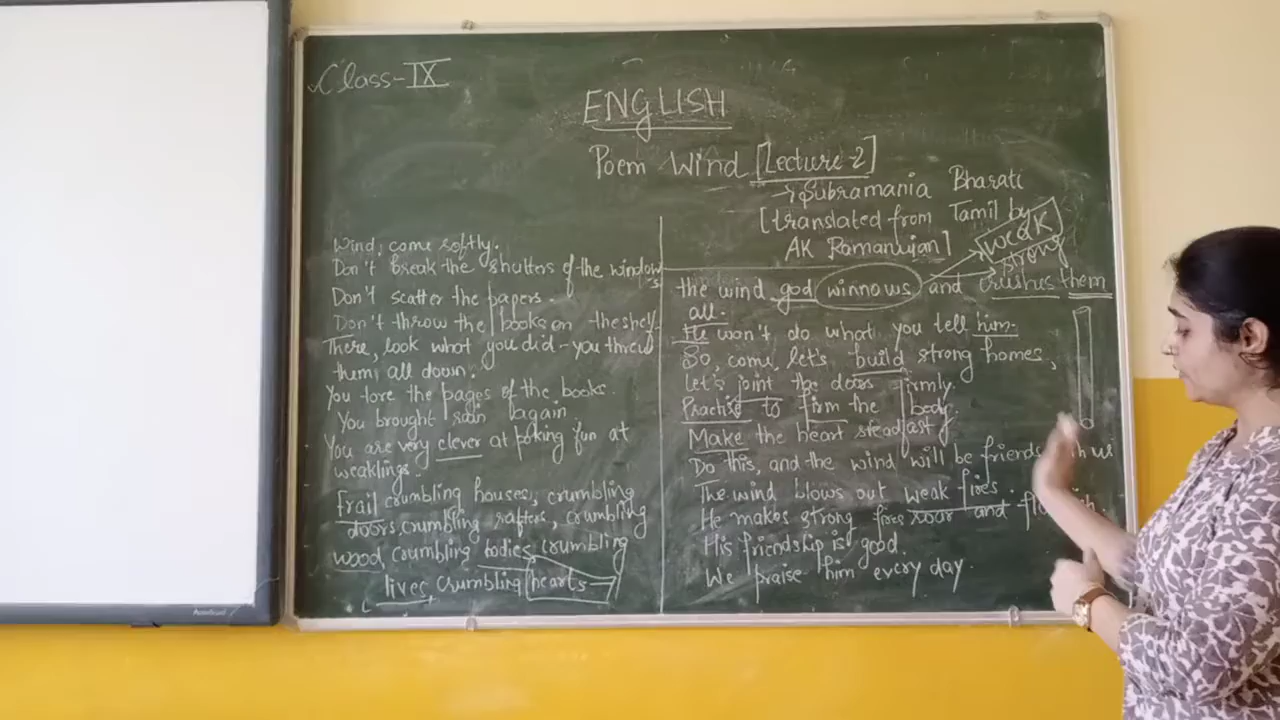 Class-IX
ENGLISH
Poem Wind [Lecture-2]
→ Subramania Bharati
[translated from Tamil by
AK Ramanujan]
Wind, come softly.
Don't break the shutters of the windows
Don't scatter the papers.
Don't throw the books on the shelf
There, look what you did - you threw
them all down.
You tore the pages of the books.
You brought rain again.
You are very clever at poking fun at
weaklings.
Frail crumbling houses, crumbling
doors, crumbling rafters, crumbling
wood, crumbling bodies, crumbling
lives, crumbling hearts
weak
strong
the wind god winnows and crushes them
all.
He won't do what you tell him.
So, come, let's build strong homes,
Let's joint the doors firmly.
Practise to firm the body.
Make the heart steadfast
Do this, and the wind will be friends us
The wind blows out weak fires
He makes strong fires roar and
His friendship is good.
We praise him every day.